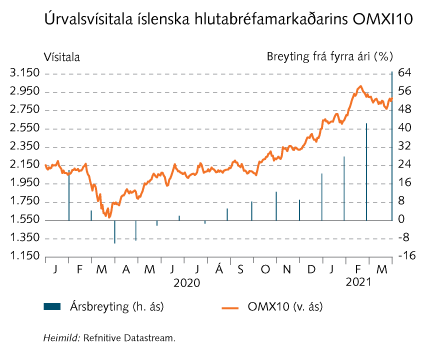 Úrvalsvísitala íslenska hlutabréfamarkaðarins OMXI10
Vísitala Breyting frá fyrra ári (%)
3.150 64
2.950 56
2.750 48
2.550 40
2.350 32
2.150 24
1.950 16
1.750 8
1.550 0
1.350 -8
1.150 -16
J F M A M J J Á S O N D J F M
2020 2021
Ársbreyting (h. ás) OMX10 (v. ás)
Heimild: Refnitive Datastream.